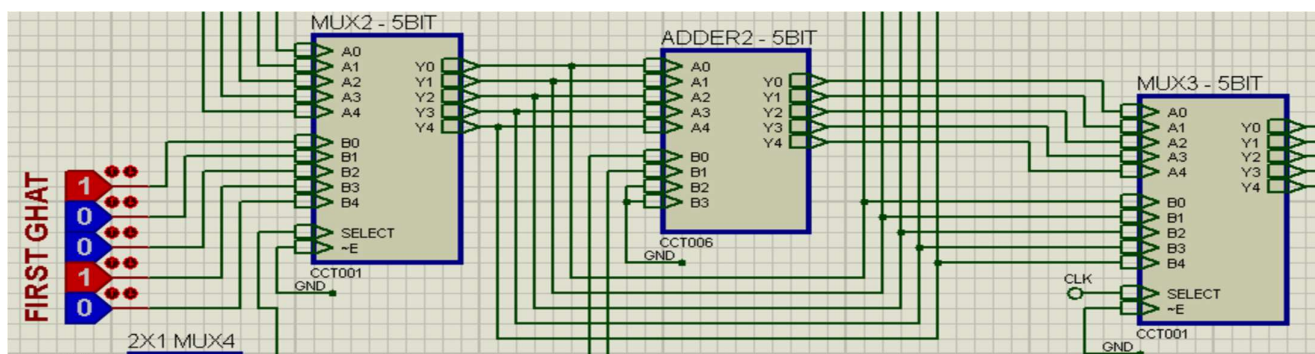 MUX2 - 5BIT
A0
A1
A2
A3
A4
B0
B1
B2
B3
B4
SELECT
~E
Y0
Y1
Y2
Y3
Y4
CCT001
GND
FIRST GHAT
1
0
0
1
0
2X1 MUX4
ADDER2 - 5BIT
A0
A1
A2
A3
A4
B0
B1
B2
B3
Y0
Y1
Y2
Y3
Y4
CCT006
GND
MUX3 - 5BIT
A0
A1
A2
A3
A4
B0
B1
B2
B3
B4
SELECT
~E
Y0
Y1
Y2
Y3
Y4
CLK
CCT001
GND